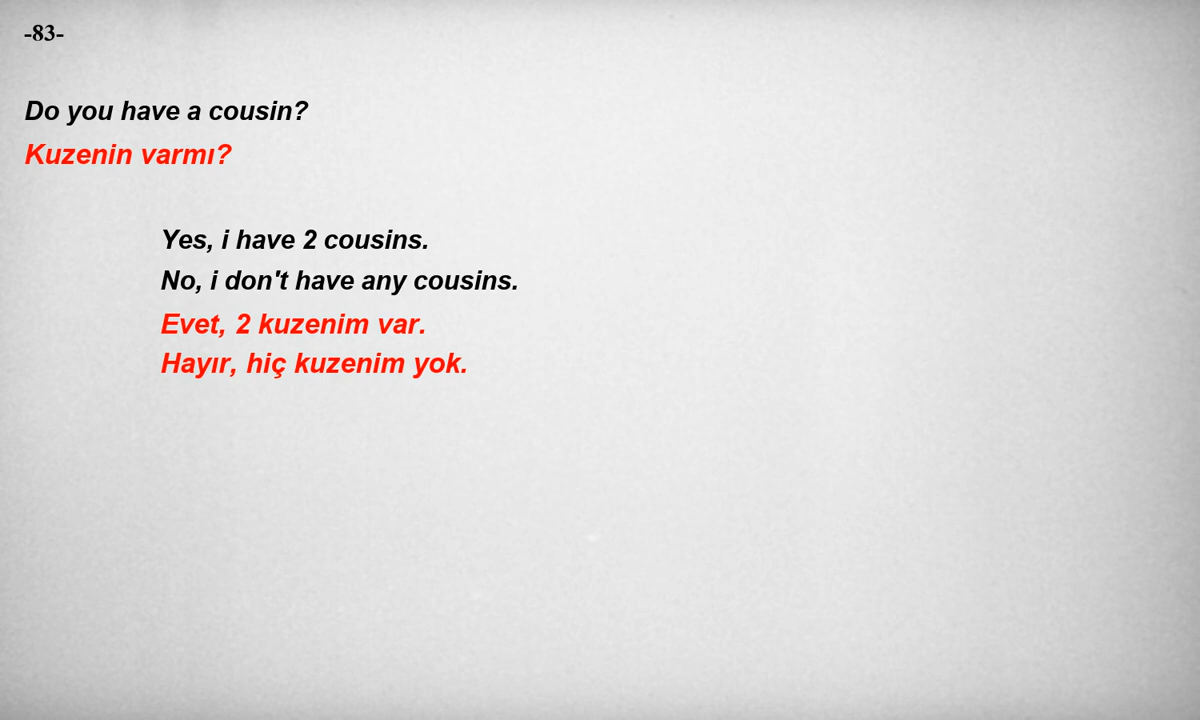 -83-
Do you have a cousin?
Kuzenin varmı?
Yes, i have 2 cousins.
No, i don't have any cousins.
Evet, 2 kuzenim var.
Hayır, hiç kuzenim yok.